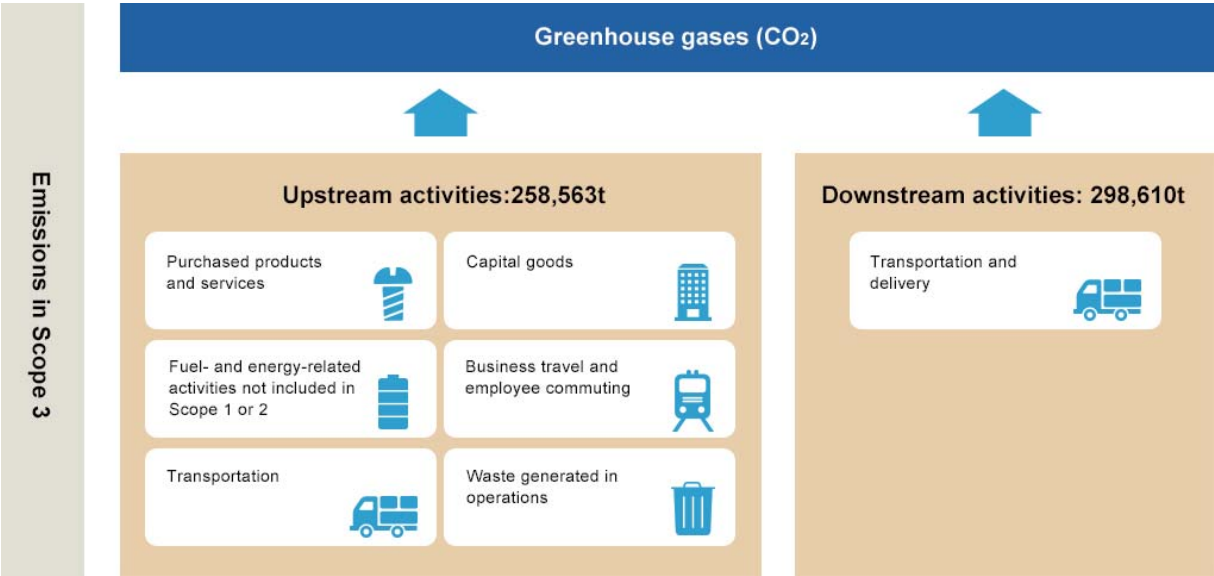 Emissions in Scope 3
Greenhouse gases (CO₂)
Upstream activities:258,563t
Purchased products
and services
Capital goods
Fuel- and energy-related
activities not included in
Scope 1 or 2
Business travel and
employee commuting
Transportation
Waste generated in
operations
Downstream activities: 298,610t
Transportation and
delivery